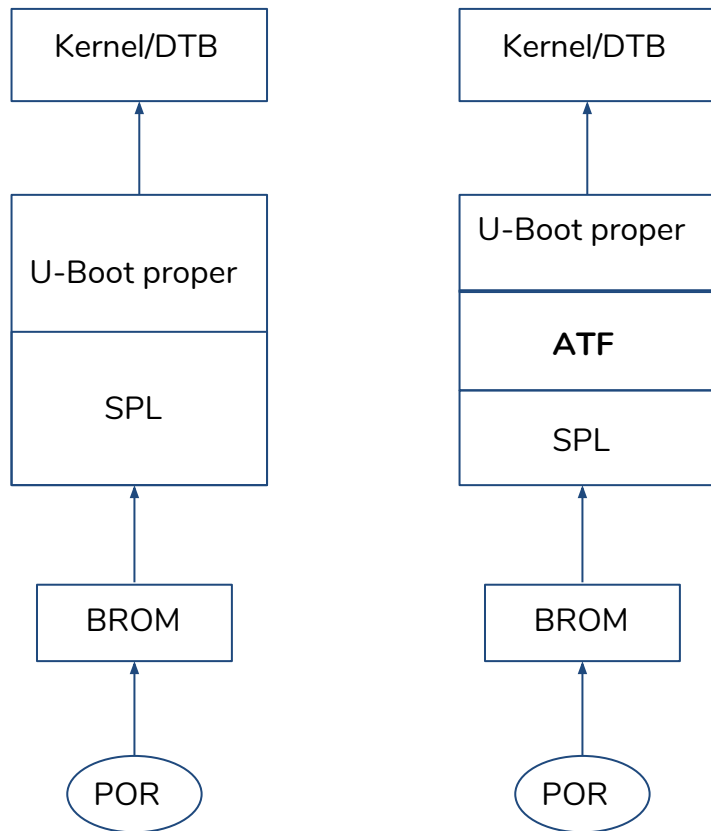 Kernel/DTB
U-Boot proper
SPL
BROM
POR
Kernel/DTB
U-Boot proper
ATF
SPL
BROM
POR